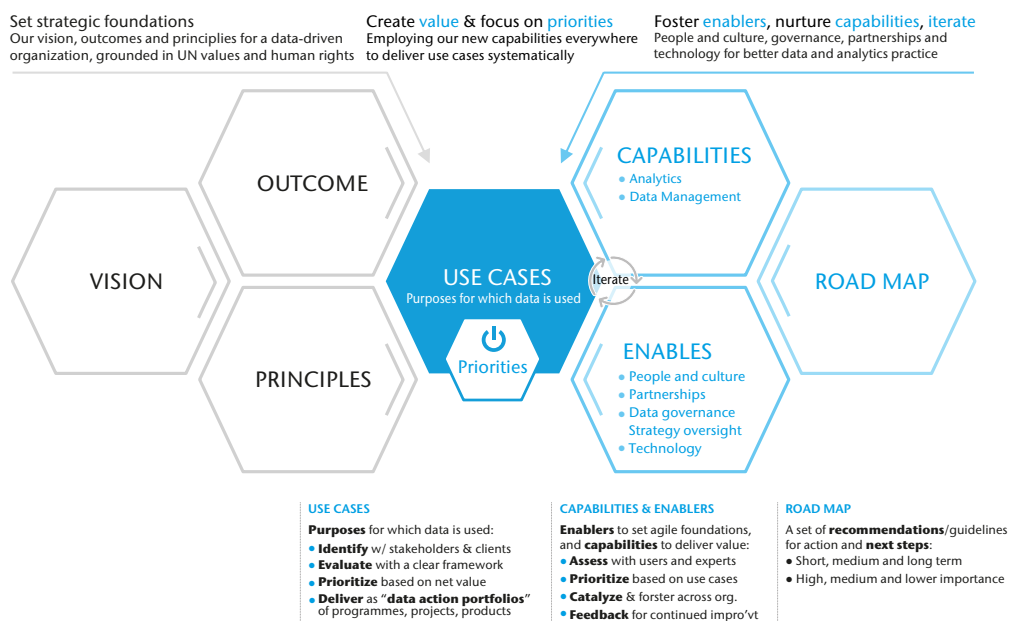 Set strategic foundations
Our vision, outcomes and principlies for a data-driven
organization, grounded in UN values and human rights
Create value & focus on priorities
Employing our new capabilities everywhere
to deliver use cases systematically
Foster enablers, nurture capabilities, iterate
People and culture, governance, partnerships and
technology for better data and analytics practice
VISION
OUTCOME
PRINCIPLES
USE CASES
Purposes for which data is used
Priorities
Iterate
CAPABILITIES
• Analytics
• Data Management
ENABLES
• People and culture
• Partnerships
• Data governance
Strategy oversight
• Technology
ROAD MAP
USE CASES
Purposes for which data is used:
• Identify w/ stakeholders & clients
• Evaluate with a clear framework
• Prioritize based on net value
• Deliver as “data action portfolios”
of programmes, projects, products
CAPABILITIES & ENABLERS
Enablers to set agile foundations,
and capabilities to deliver value:
• Assess with users and experts
• Prioritize based on use cases
• Catalyze & forster across org.
• Feedback for continued impro’vt
ROAD MAP
A set of recommendations/guidelines
for action and next steps:
• Short, medium and long term
• High, medium and lower importance